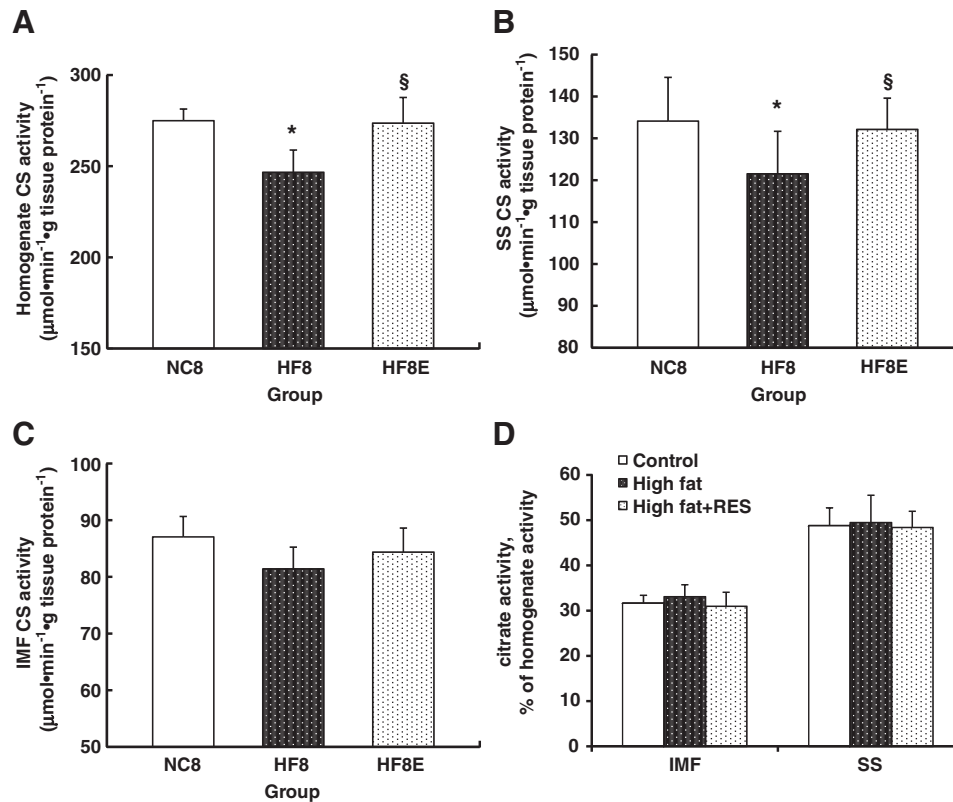 A
Homogenate CS activity
(μmol•min⁻¹•g tissue protein⁻¹)
300
250
200
150
*
§
NC8 HF8 HF8E
Group
B
SS CS activity
(μmol•min⁻¹•g tissue protein⁻¹)
150
140
130
120
110
100
90
80
*
§
NC8 HF8 HF8E
Group
C
IMF CS activity
(μmol•min⁻¹•g tissue protein⁻¹)
100
90
80
70
60
50
NC8 HF8 HF8E
Group
D
citrate activity,
% of homogenate activity
Control
High fat
High fat+RES
60
50
40
30
20
10
0
IMF SS